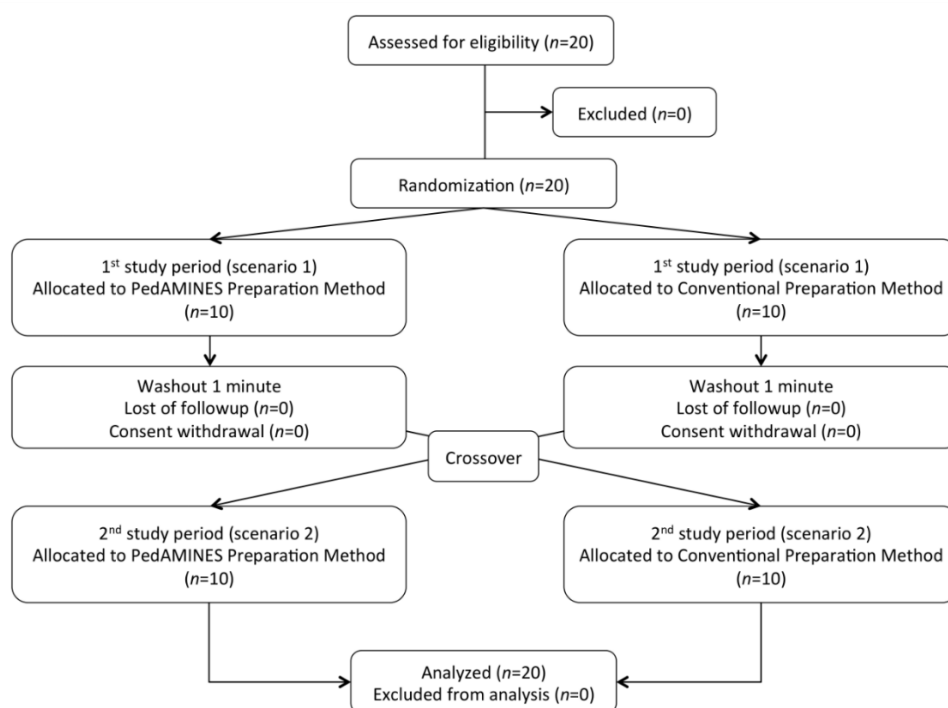 Assessed for eligibility (n=20)
Excluded (n=0)
Randomization (n=20)
1st study period (scenario 1)
Allocated to PedAMINES Preparation Method
(n=10)
1st study period (scenario 1)
Allocated to Conventional Preparation Method
(n=10)
Washout 1 minute
Lost of followup (n=0)
Consent withdrawal (n=0)
Washout 1 minute
Lost of followup (n=0)
Consent withdrawal (n=0)
Crossover
2nd study period (scenario 2)
Allocated to PedAMINES Preparation Method
(n=10)
2nd study period (scenario 2)
Allocated to Conventional Preparation Method
(n=10)
Analyzed (n=20)
Excluded from analysis (n=0)